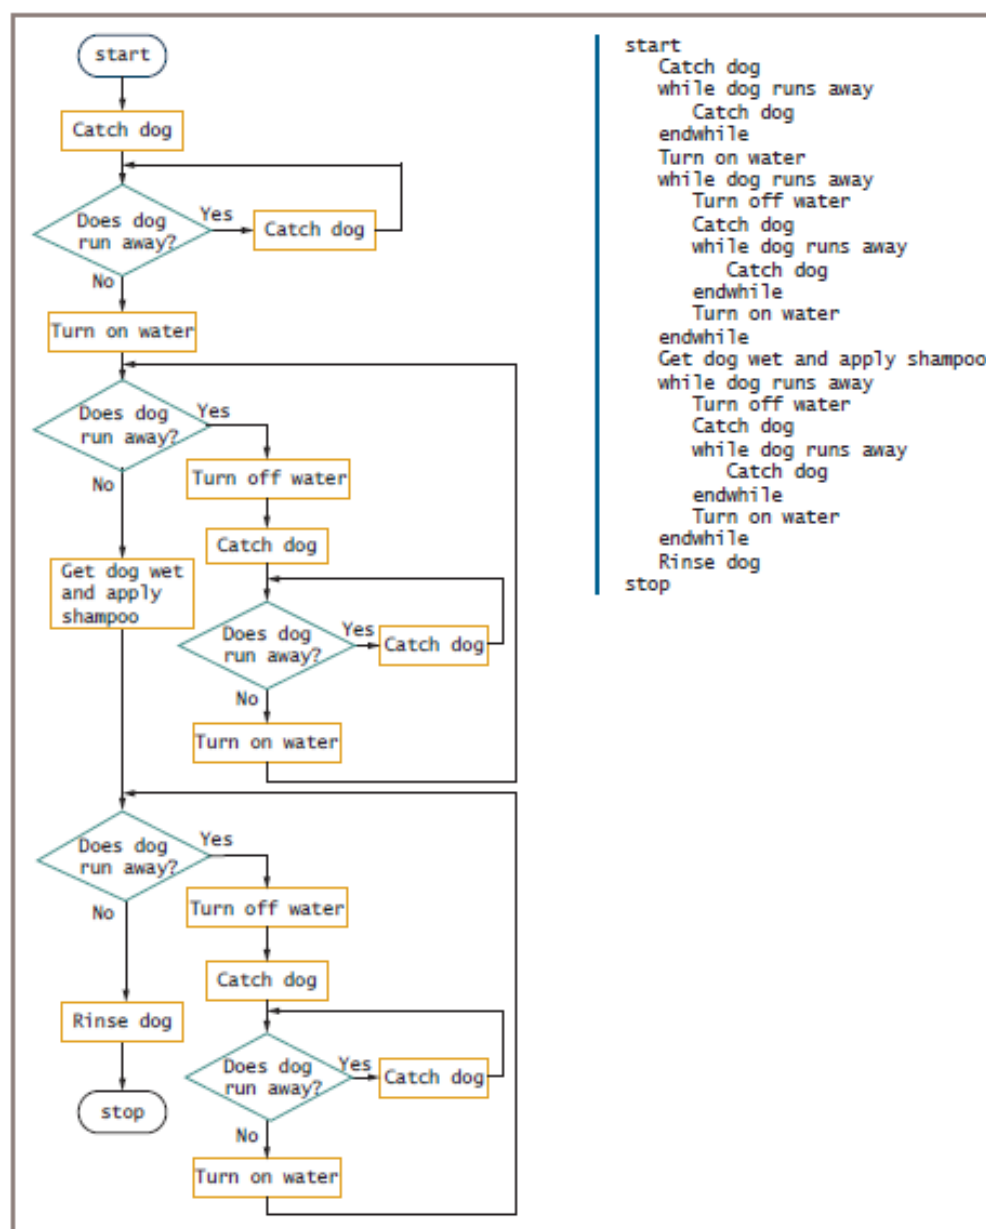 start
Catch dog
Does dog
run away?
Yes
Catch dog
No
Turn on water
Does dog
run away?
Yes
Turn off water
No
Catch dog
Get dog wet
and apply
shampoo
Does dog
run away?
Yes
Catch dog
No
Turn on water
Does dog
run away?
Yes
Turn off water
No
Catch dog
Rinse dog
Does dog
run away?
Yes
Catch dog
stop
No
Turn on water
start
Catch dog
while dog runs away
Catch dog
endwhile
Turn on water
while dog runs away
Turn off water
Catch dog
while dog runs away
Catch dog
endwhile
Turn on water
endwhile
Get dog wet and apply shampoo
while dog runs away
Turn off water
Catch dog
while dog runs away
Catch dog
endwhile
Turn on water
endwhile
Rinse dog
stop